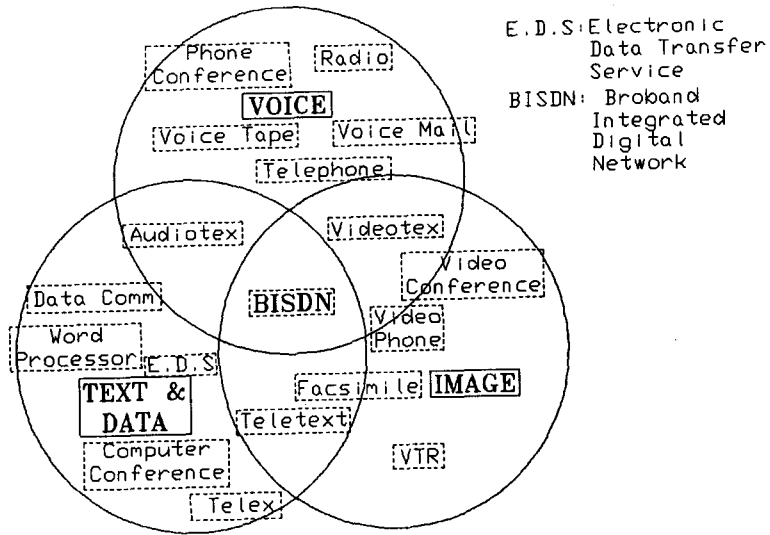 Phone
Conference
Radio
VOICE
Voice Tape
Voice Mail
Telephone
Audiotex
Videotex
Video
Conference
Data Comm
BISDN
Video
Phone
Word
Processor
E.D.S
TEXT &
DATA
Facsimile
IMAGE
Teletext
Computer
Conference
VTR
Telex
E.D.S:Electronic
Data Transfer
Service
BISDN: Broband
Integrated
Digital
Network